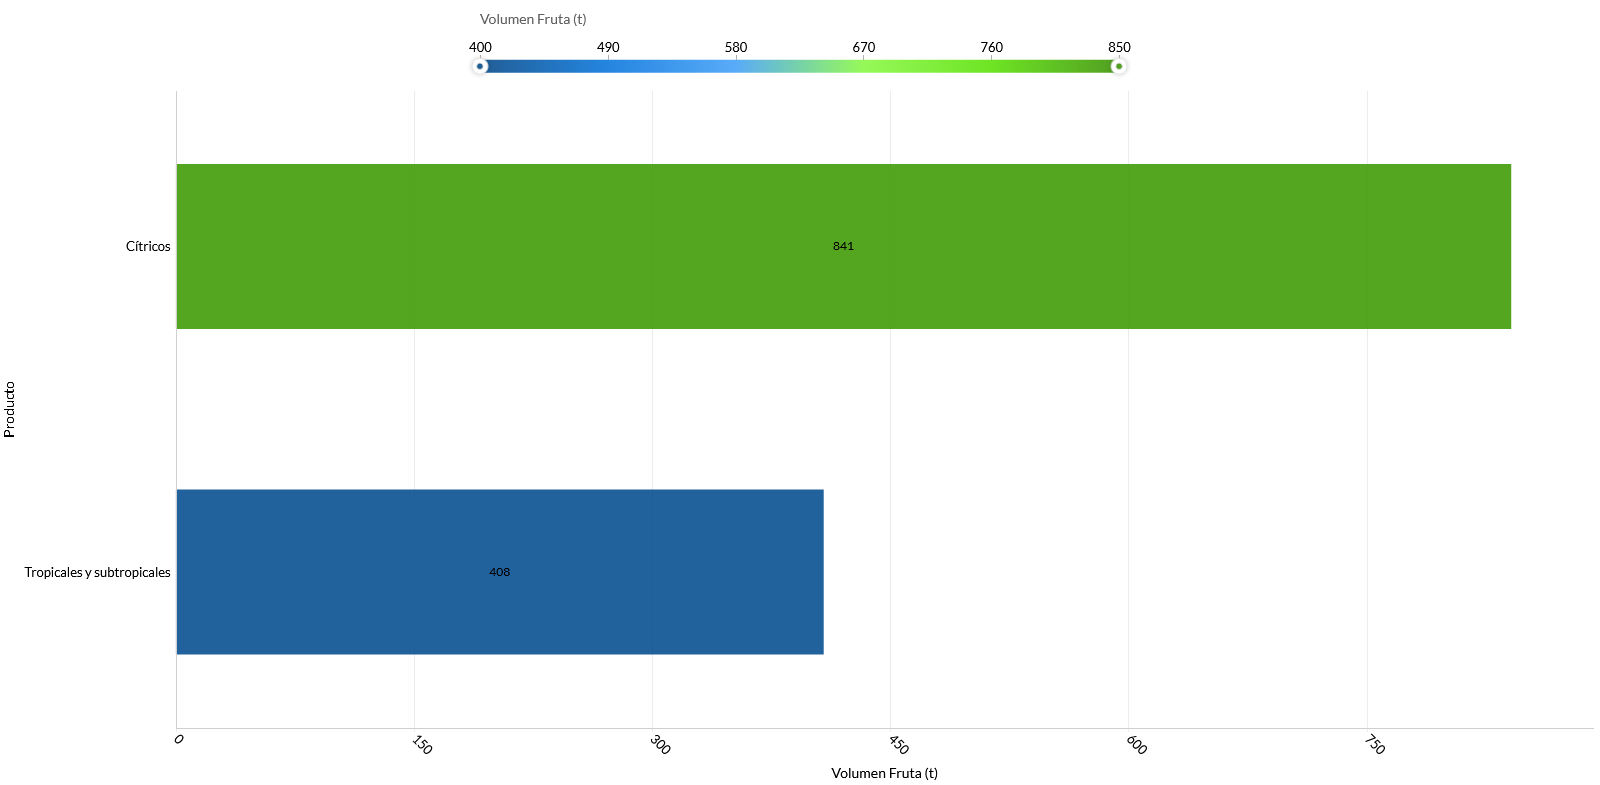 Volumen Fruta (t)
400 490 580 670 760 850
Cítricos
841
Producto
Tropicales y subtropicales
408
0 150 300 450 600 750
Volumen Fruta (t)